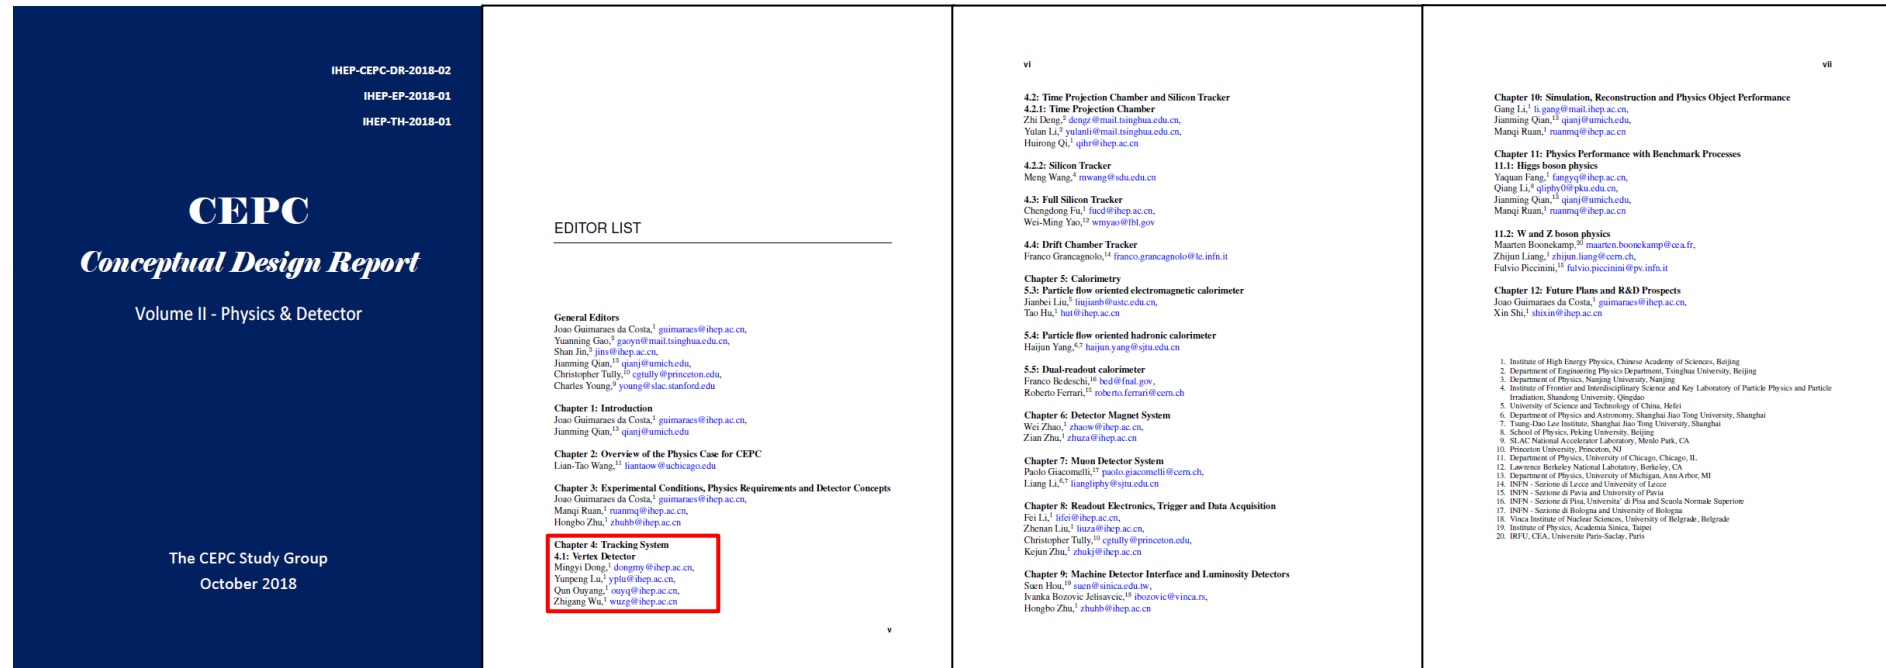 IHEP-CEPC-DR-2018-02
IHEP-EP-2018-01
IHEP-TH-2018-01
CEPC
Conceptual Design Report
Volume II - Physics & Detector
The CEPC Study Group
October 2018
EDITOR LIST
General Editors
Joao Guimaraes da Costa,1 guimaraes@ihep.ac.cn,
Yuanning Gao,2 gaoyn@mail.tsinghua.edu.cn,
Shan Jin,3 jins@ihep.ac.cn,
Jianming Qian,13 qianj@umich.edu,
Christopher Tully,10 cgtully@princeton.edu,
Charles Young,9 young@slac.stanford.edu
Chapter 1: Introduction
Joao Guimaraes da Costa,1 guimaraes@ihep.ac.cn,
Jianming Qian,13 qianj@umich.edu
Chapter 2: Overview of the Physics Case for CEPC
Lian-Tao Wang,11 liantaow@uchicago.edu
Chapter 3: Experimental Conditions, Physics Requirements and Detector Concepts
Joao Guimaraes da Costa,1 guimaraes@ihep.ac.cn,
Manqi Ruan,1 ruanmq@ihep.ac.cn,
Hongbo Zhu,1 zhuhb@ihep.ac.cn
Chapter 4: Tracking System
4.1: Vertex Detector
Mingyi Dong,1 dongmy@ihep.ac.cn,
Yunpeng Lu,1 yplu@ihep.ac.cn,
Qun Ouyang,1 ouyq@ihep.ac.cn,
Zhigang Wu,1 wuzg@ihep.ac.cn
v
vi
4.2: Time Projection Chamber and Silicon Tracker
4.2.1: Time Projection Chamber
Zhi Deng,2 dengz@mail.tsinghua.edu.cn,
Yulan Li,2 yulanli@mail.tsinghua.edu.cn,
Huirong Qi,1 qihr@ihep.ac.cn
4.2.2: Silicon Tracker
Meng Wang,4 mwang@sdu.edu.cn
4.3: Full Silicon Tracker
Chengdong Fu,1 fucd@ihep.ac.cn,
Wei-Ming Yao,12 wmyao@lbl.gov
4.4: Drift Chamber Tracker
Franco Grancagnolo,14 franco.grancagnolo@le.infn.it
Chapter 5: Calorimetry
5.3: Particle flow oriented electromagnetic calorimeter
Jianbei Liu,5 liujianb@ustc.edu.cn,
Tao Hu,1 hut@ihep.ac.cn
5.4: Particle flow oriented hadronic calorimeter
Haijun Yang,6,7 haijun.yang@sjtu.edu.cn
5.5: Dual-readout calorimeter
Franco Bedeschi,16 bed@fnal.gov,
Roberto Ferrari,15 roberto.ferrari@cern.ch
Chapter 6: Detector Magnet System
Wei Zhao,1 zhaow@ihep.ac.cn,
Zian Zhu,1 zhuza@ihep.ac.cn
Chapter 7: Muon Detector System
Paolo Giacomelli,17 paolo.giacomelli@cern.ch,
Liang Li,6,7 liangliphy@sjtu.edu.cn
Chapter 8: Readout Electronics, Trigger and Data Acquisition
Fei Li,1 lifei@ihep.ac.cn,
Zhenan Liu,1 liuza@ihep.ac.cn,
Christopher Tully,10 cgtully@princeton.edu,
Kejun Zhu,1 zhukj@ihep.ac.cn
Chapter 9: Machine Detector Interface and Luminosity Detectors
Suen Hou,19 suen@sinica.edu.tw,
Ivanka Bozovic Jelisavcic,18 ibozovic@vinca.rs,
Hongbo Zhu,1 zhuhb@ihep.ac.cn
vii
Chapter 10: Simulation, Reconstruction and Physics Object Performance
Gang Li,1 li.gang@mail.ihep.ac.cn,
Jianming Qian,13 qianj@umich.edu,
Manqi Ruan,1 ruanmq@ihep.ac.cn
Chapter 11: Physics Performance with Benchmark Processes
11.1: Higgs boson physics
Yaquan Fang,1 fangyq@ihep.ac.cn,
Qiang Li,8 qliphy0@pku.edu.cn,
Jianming Qian,13 qianj@umich.edu,
Manqi Ruan,1 ruanmq@ihep.ac.cn
11.2: W and Z boson physics
Maarten Boonekamp,20 maarten.boonekamp@cea.fr,
Zhijun Liang,1 zhijun.liang@cern.ch,
Fulvio Piccinini,15 fulvio.piccinini@pv.infn.it
Chapter 12: Future Plans and R&D Prospects
Joao Guimaraes da Costa,1 guimaraes@ihep.ac.cn,
Xin Shi,1 shixin@ihep.ac.cn
1. Institute of High Energy Physics, Chinese Academy of Sciences, Beijing
2. Department of Engineering Physics Department, Tsinghua University, Beijing
3. Department of Physics, Nanjing University, Nanjing
4. Institute of Frontier and Interdisciplinary Science and Key Laboratory of Particle Physics and Particle
Irradiation, Shandong University, Qingdao
5. University of Science and Technology of China, Hefei
6. Department of Physics and Astronomy, Shanghai Jiao Tong University, Shanghai
7. Tsung-Dao Lee Institute, Shanghai Jiao Tong University, Shanghai
8. School of Physics, Peking University, Beijing
9. SLAC National Accelerator Laboratory, Menlo Park, CA
10. Princeton University, Princeton, NJ
11. Department of Physics, University of Chicago, Chicago, IL
12. Lawrence Berkeley National Labotatory, Berkeley, CA
13. Department of Physics, University of Michigan, Ann Arbor, MI
14. INFN - Sezione di Lecce and University of Lecce
15. INFN - Sezione di Pavia and University of Pavia
16. INFN - Sezione di Pisa, Universita' di Pisa and Scuola Normale Superiore
17. INFN - Sezione di Bologna and University of Bologna
18. Vinca Institute of Nuclear Sciences, University of Belgrade, Belgrade
19. Institute of Physics, Academia Sinica, Taipei
20. IRFU, CEA, Universite Paris-Saclay, Paris